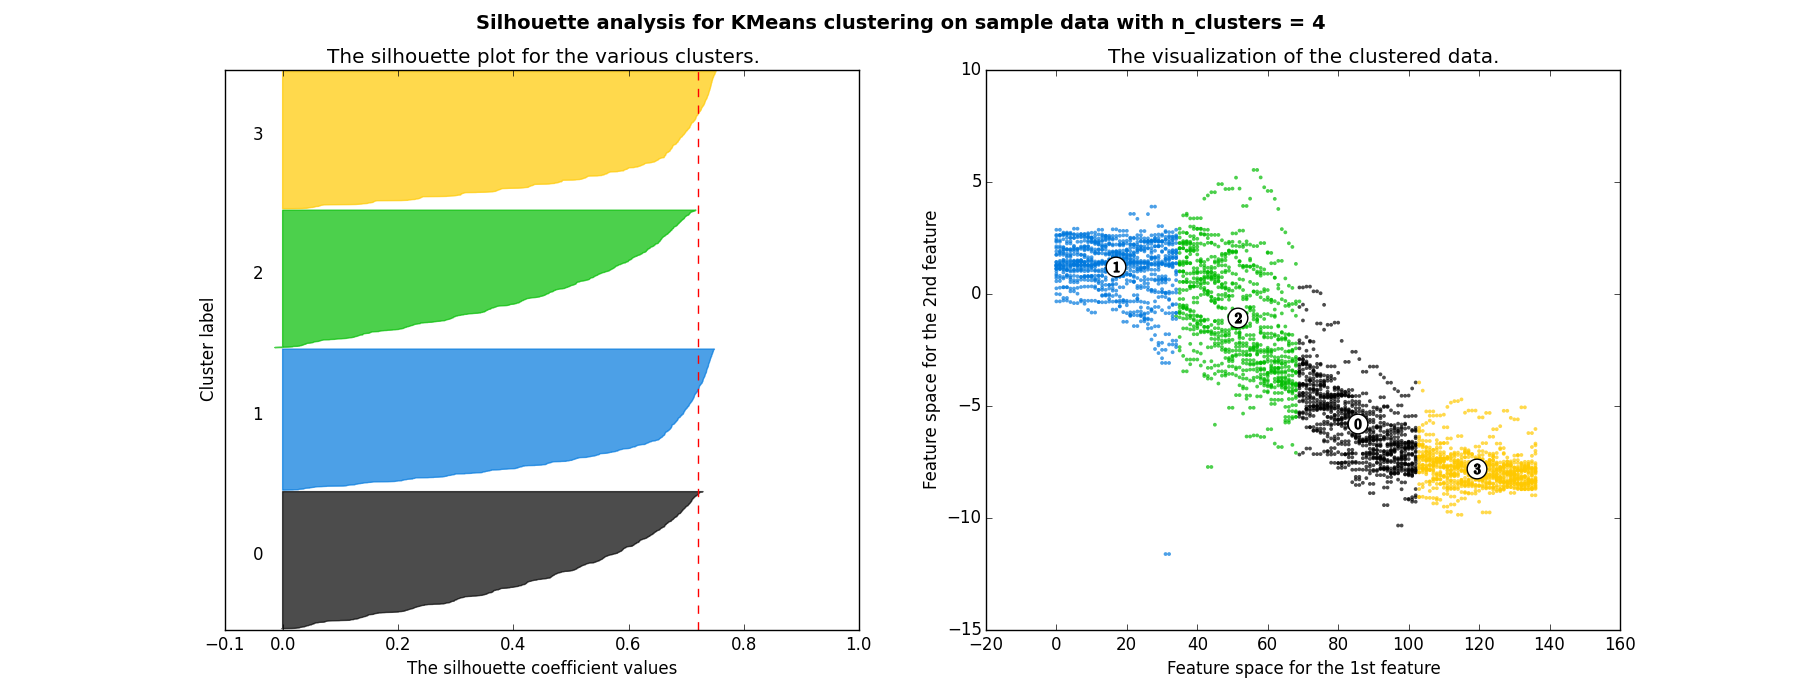 Silhouette analysis for KMeans clustering on sample data with n_clusters = 4
The silhouette plot for the various clusters.
3
2
1
0
Cluster label
−0.1 0.0 0.2 0.4 0.6 0.8 1.0
The silhouette coefficient values
The visualization of the clustered data.
10
5
0
−5
−10
−15
Feature space for the 2nd feature
1
2
0
3
−20 0 20 40 60 80 100 120 140 160
Feature space for the 1st feature